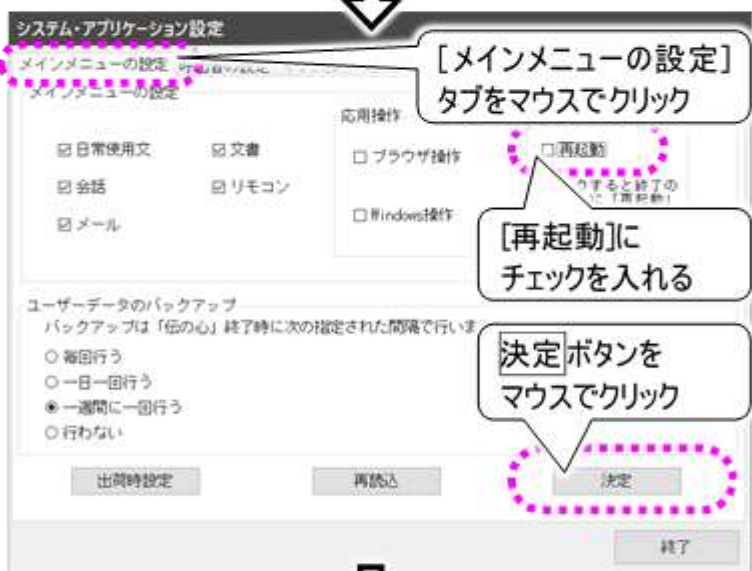 システム・アプリケーション設定
メインメニューの設定
[メインメニューの設定]
タブをマウスでクリック
メインメニューの設定
応用操作
☑日常使用文
☑文書
☐ブラウザ操作
☐再起動
☑会話
☑リモコン
すると終了の
に「再起動」
☑メール
☐Windows操作
[再起動]に
チェックを入れる
ユーザーデータのバックアップ
バックアップは「伝の心」終了時に次の指定された間隔で行いま
○毎回行う
○一日一回行う
◉一週間に一回行う
○行わない
決定ボタンを
マウスでクリック
出荷時設定
再読込
決定
終了